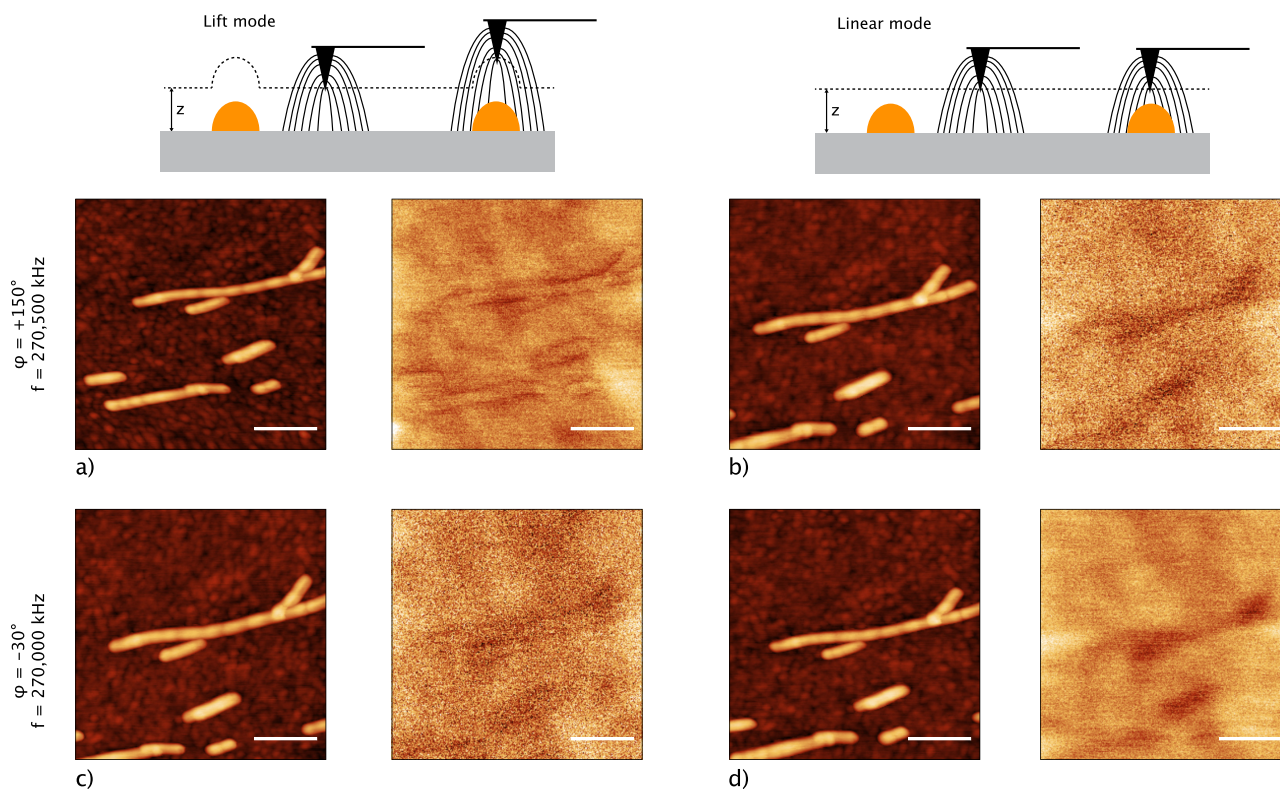 Lift mode
Linear mode
z
z
φ = +150°
f = 270,500 kHz
a)
b)
φ = –30°
f = 270,000 kHz
c)
d)